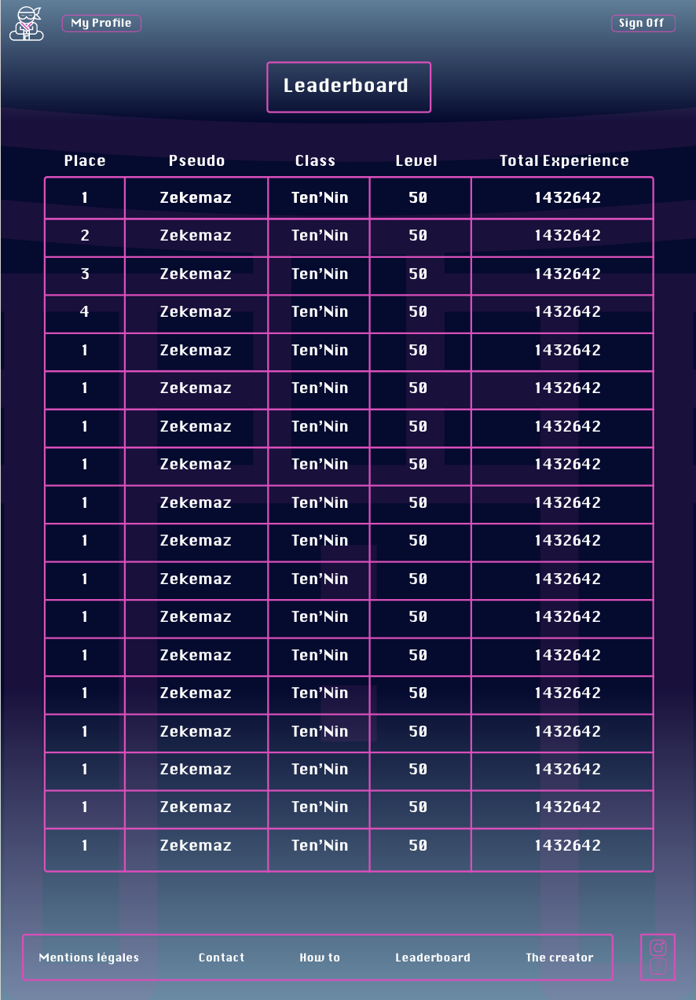 My Profile Sign Off
Leaderboard
Place Pseudo Class Level Total Experience
1 Zekemaz Ten'Nin 50 1432642
2 Zekemaz Ten'Nin 50 1432642
3 Zekemaz Ten'Nin 50 1432642
4 Zekemaz Ten'Nin 50 1432642
1 Zekemaz Ten'Nin 50 1432642
1 Zekemaz Ten'Nin 50 1432642
1 Zekemaz Ten'Nin 50 1432642
1 Zekemaz Ten'Nin 50 1432642
1 Zekemaz Ten'Nin 50 1432642
1 Zekemaz Ten'Nin 50 1432642
1 Zekemaz Ten'Nin 50 1432642
1 Zekemaz Ten'Nin 50 1432642
1 Zekemaz Ten'Nin 50 1432642
1 Zekemaz Ten'Nin 50 1432642
1 Zekemaz Ten'Nin 50 1432642
1 Zekemaz Ten'Nin 50 1432642
1 Zekemaz Ten'Nin 50 1432642
1 Zekemaz Ten'Nin 50 1432642
Mentions légales Contact How to Leaderboard The creator